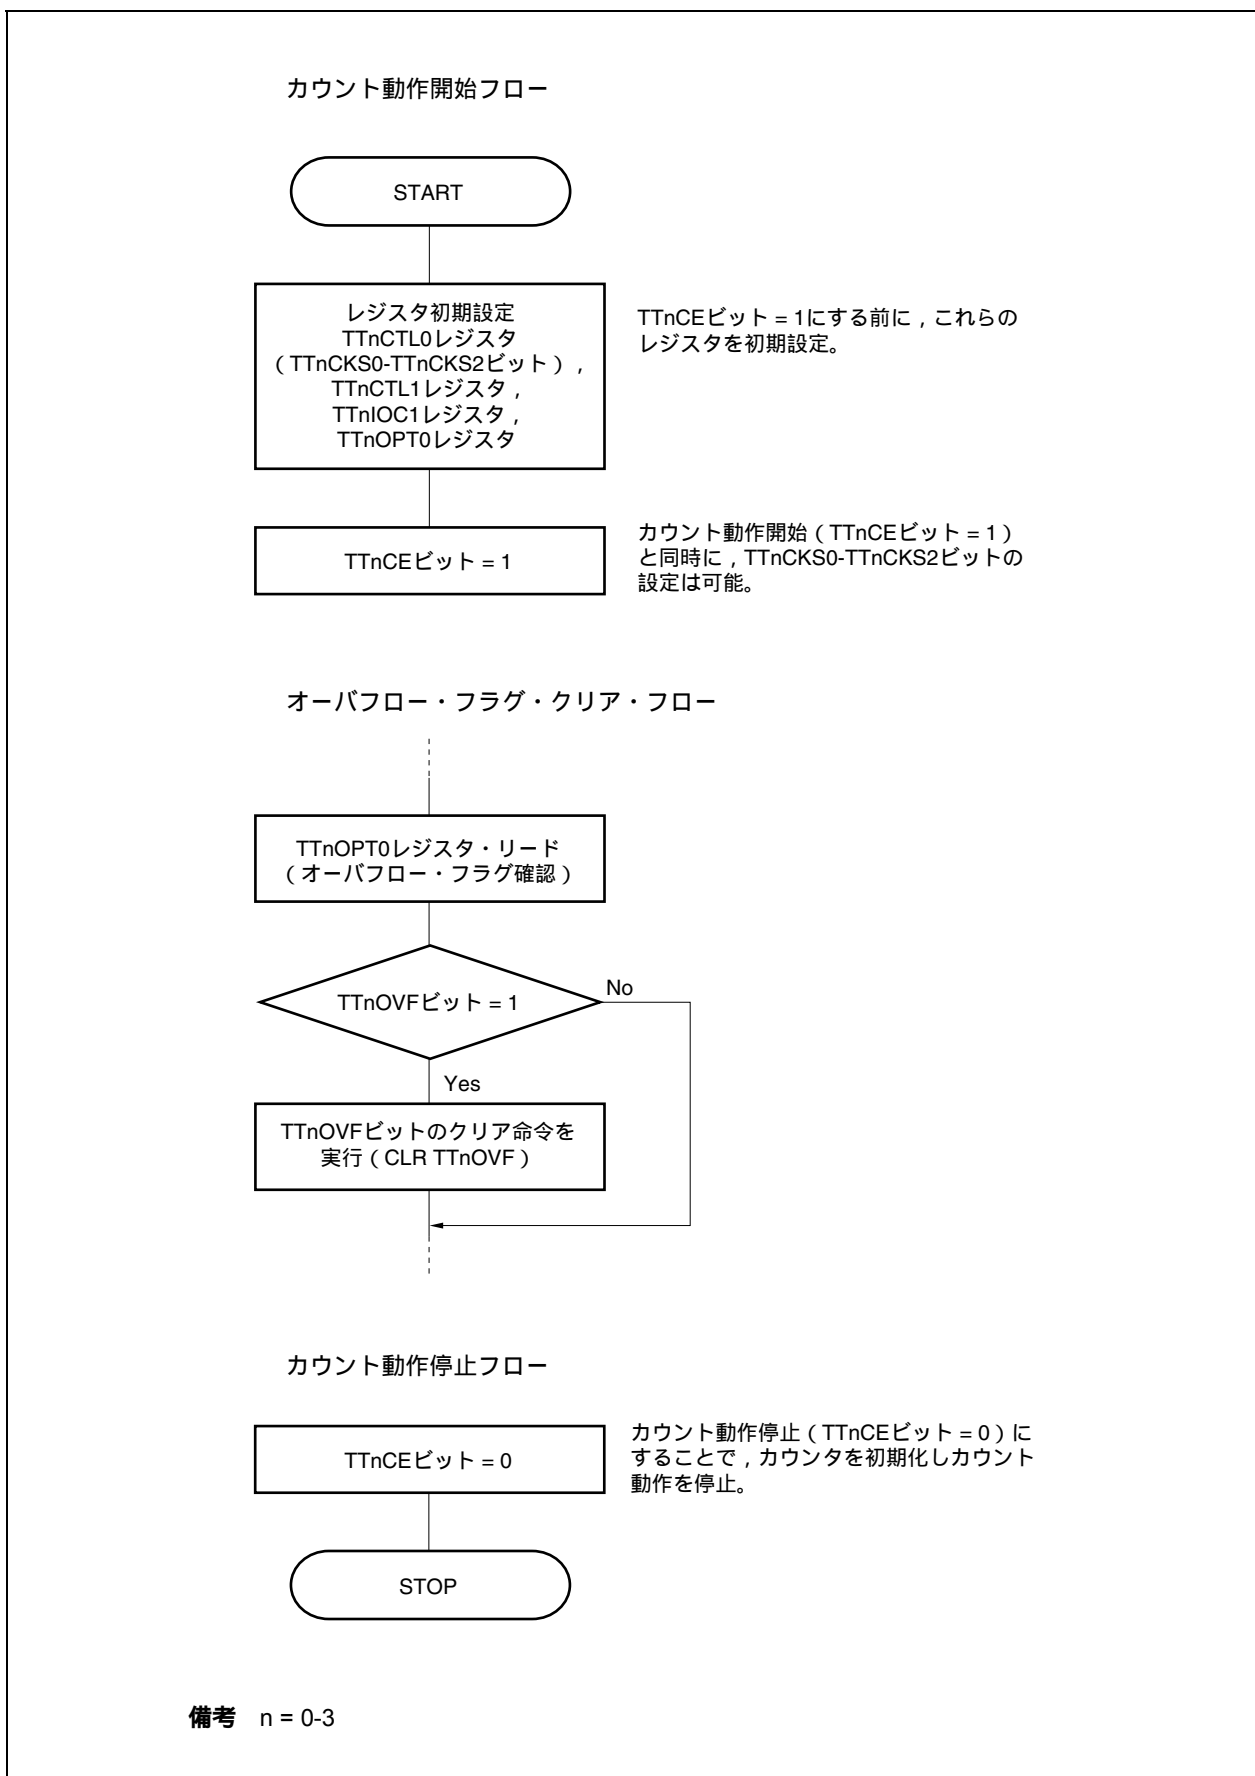 カウント動作開始フロー
START
レジスタ初期設定
TTnCTL0レジスタ
（TTnCKS0-TTnCKS2ビット），
TTnCTL1レジスタ，
TTnIOC1レジスタ，
TTnOPT0レジスタ
TTnCEビット = 1にする前に，これらの
レジスタを初期設定。
TTnCEビット = 1
カウント動作開始（TTnCEビット = 1）
と同時に，TTnCKS0-TTnCKS2ビットの
設定は可能。
オーバフロー・フラグ・クリア・フロー
TTnOPT0レジスタ・リード
（オーバフロー・フラグ確認）
TTnOVFビット = 1
No
Yes
TTnOVFビットのクリア命令を
実行（CLR TTnOVF）
カウント動作停止フロー
TTnCEビット = 0
カウント動作停止（TTnCEビット = 0）に
することで，カウンタを初期化しカウント
動作を停止。
STOP
備考 n = 0-3